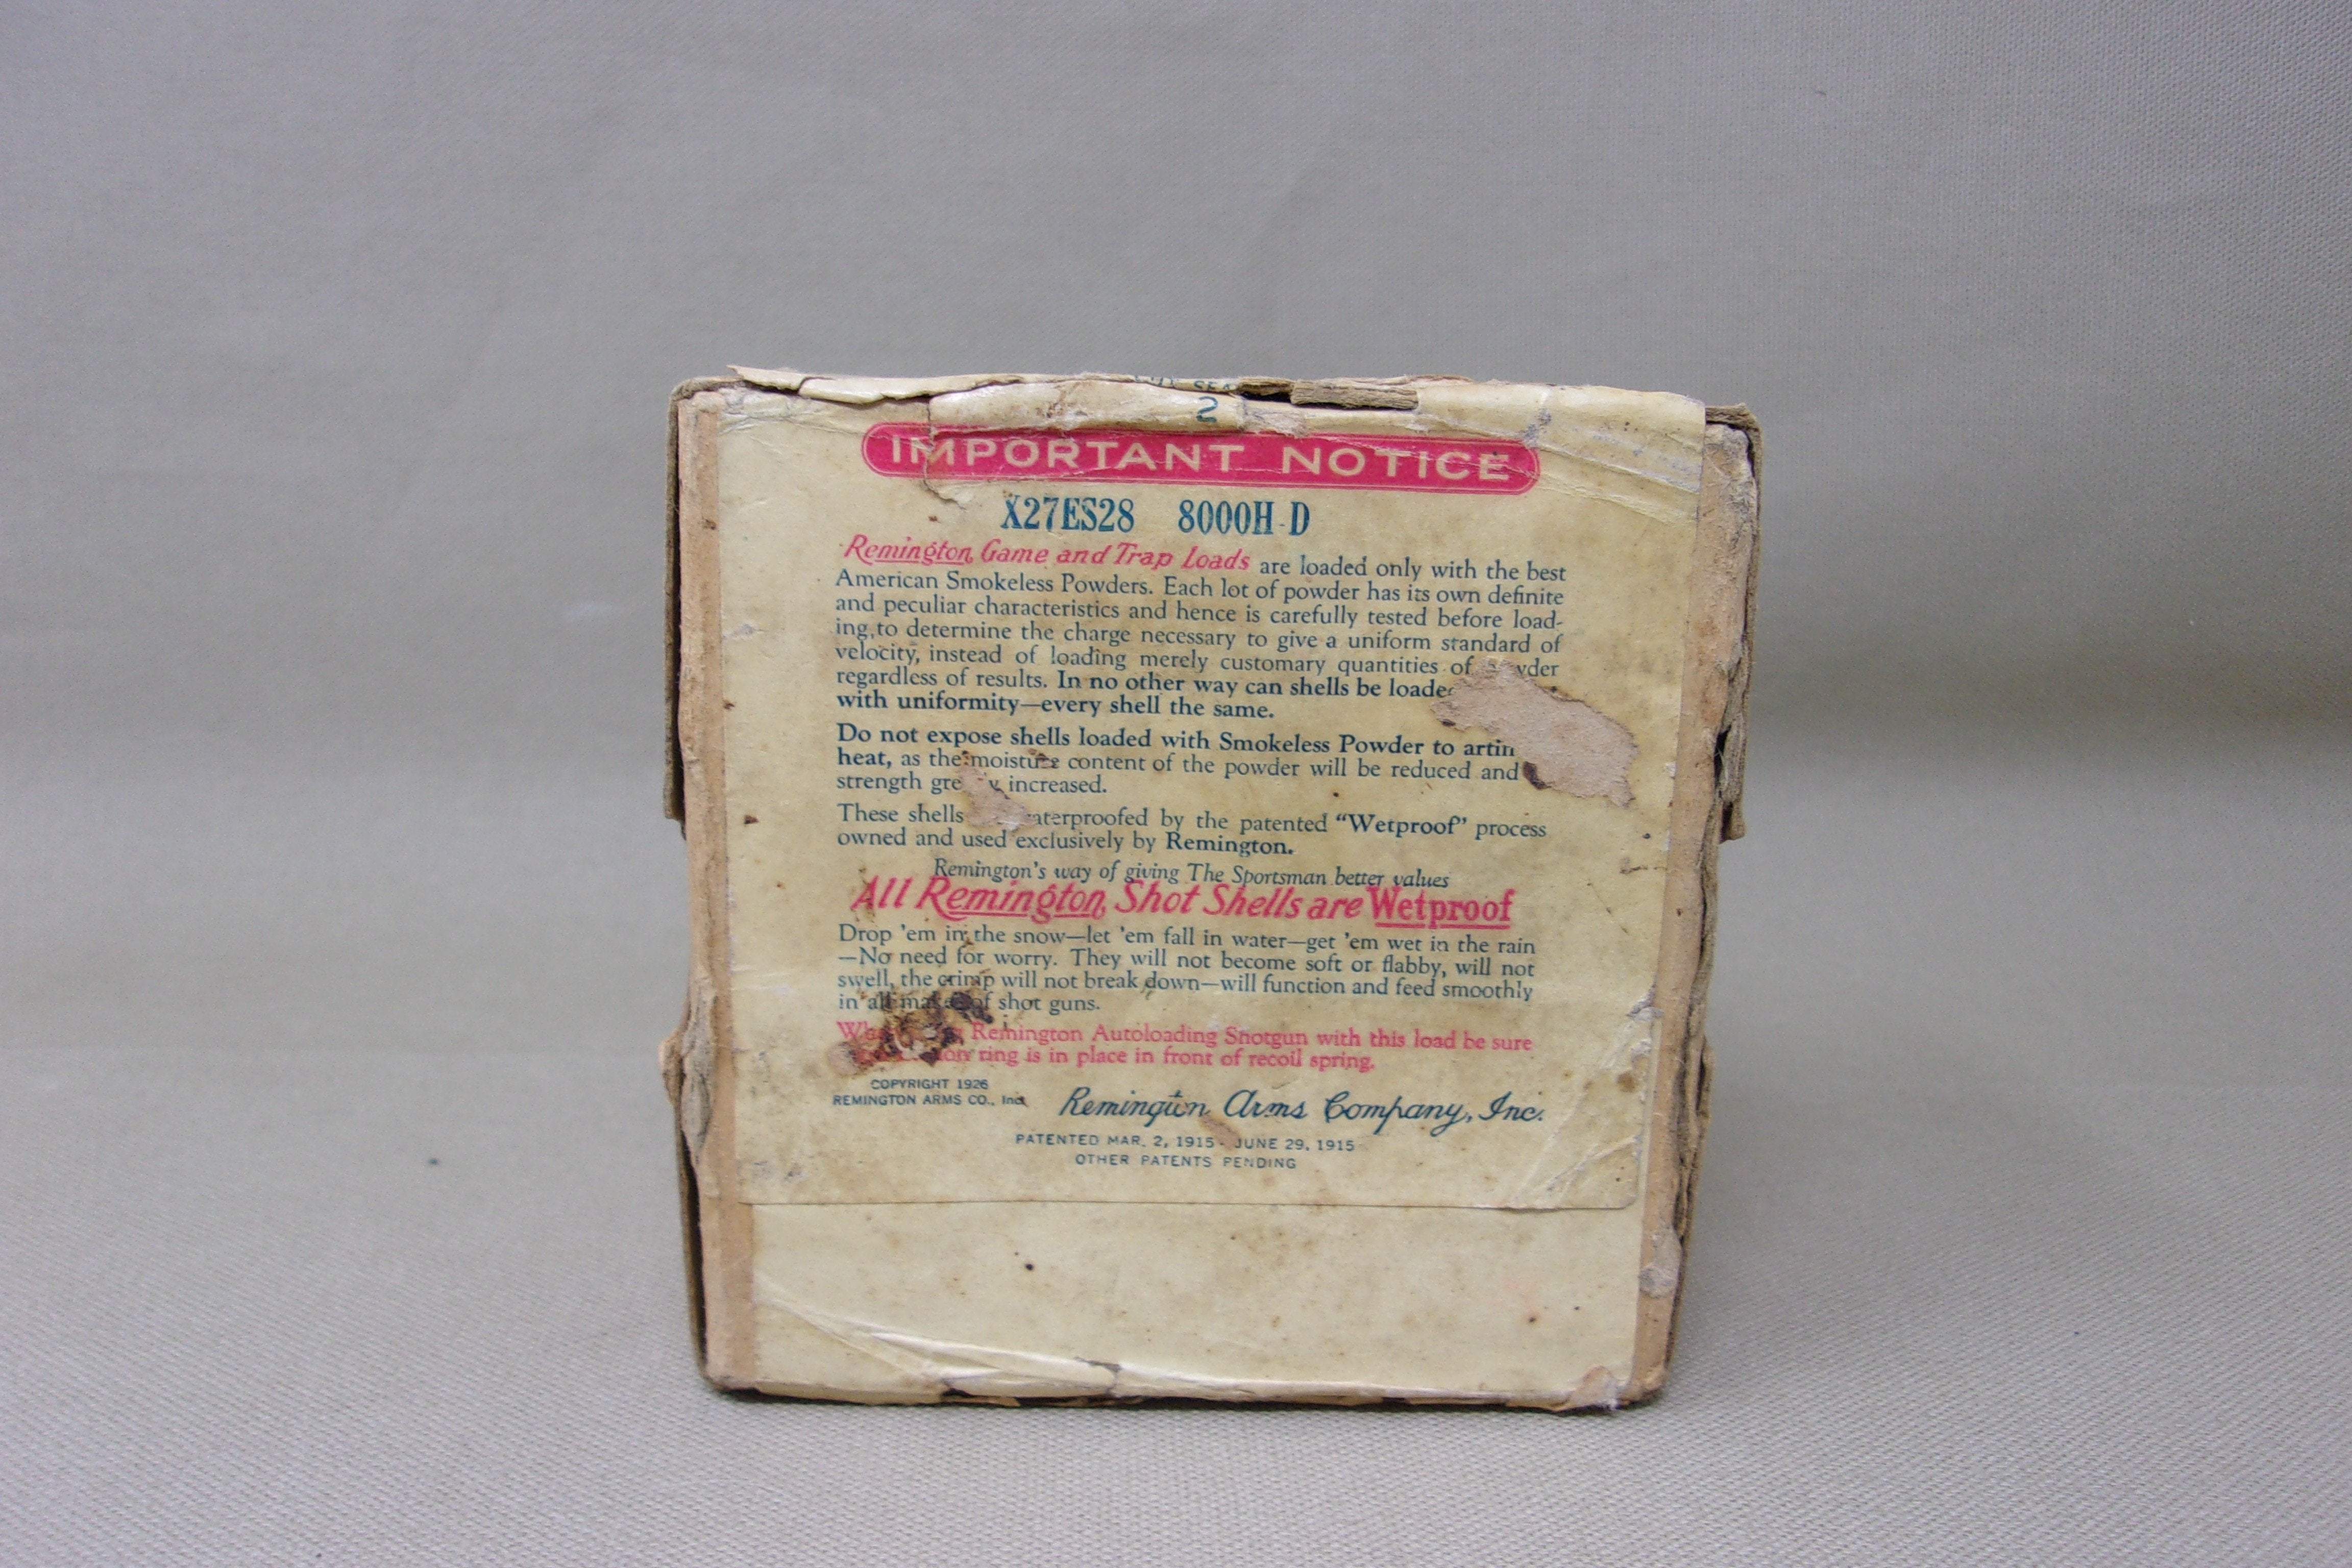 2
IMPORTANT NOTICE
X27ES28 8000H D
Remington Game and Trap Loads are loaded only with the best
American Smokeless Powders. Each lot of powder has its own definite
and peculiar characteristics and hence is carefully tested before load-
ing, to determine the charge necessary to give a uniform standard of
velocity, instead of loading merely customary quantities of
regardless of results. In no other way can shells be
with uniformity—every shell the same.
Do not expose shells loaded with Smokeless Powder to
heat, as the moisture content of the powder will be reduced and
strength increased.
These shells by the patented "Wetproof" process
owned and used exclusively by Remington.
Remington's way of giving The Sportsman better values
All Remington Shot Shells are Wetproof
Drop 'em in the snow—let 'em fall in water—get 'em wet in the rain
—No need for worry. They will not become soft or flabby, will not
swell, the crimp will not break down—will function and feed smoothly
in all makes of shot guns.
Remington Autoloading Shotgun with this load be sure
ring is in place in front of recoil spring.
COPYRIGHT 1926
REMINGTON ARMS CO., Inc.
Remington Arms Company, Inc.
PATENTED MAR. 2, 1915 - JUNE 29, 1915
OTHER PATENTS PENDING